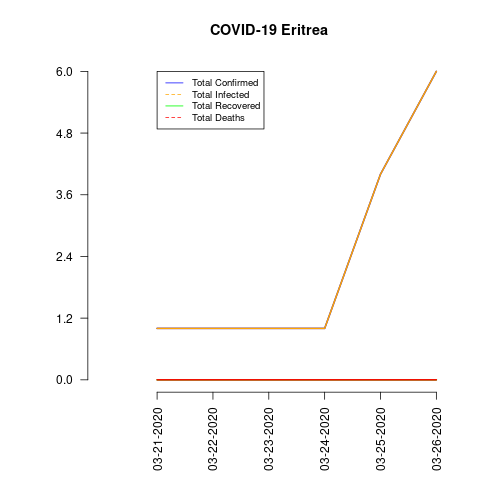 COVID-19 Eritrea
Total Confirmed
Total Infected
Total Recovered
Total Deaths
6.0
4.8
3.6
2.4
1.2
0.0
03-21-2020
03-22-2020
03-23-2020
03-24-2020
03-25-2020
03-26-2020